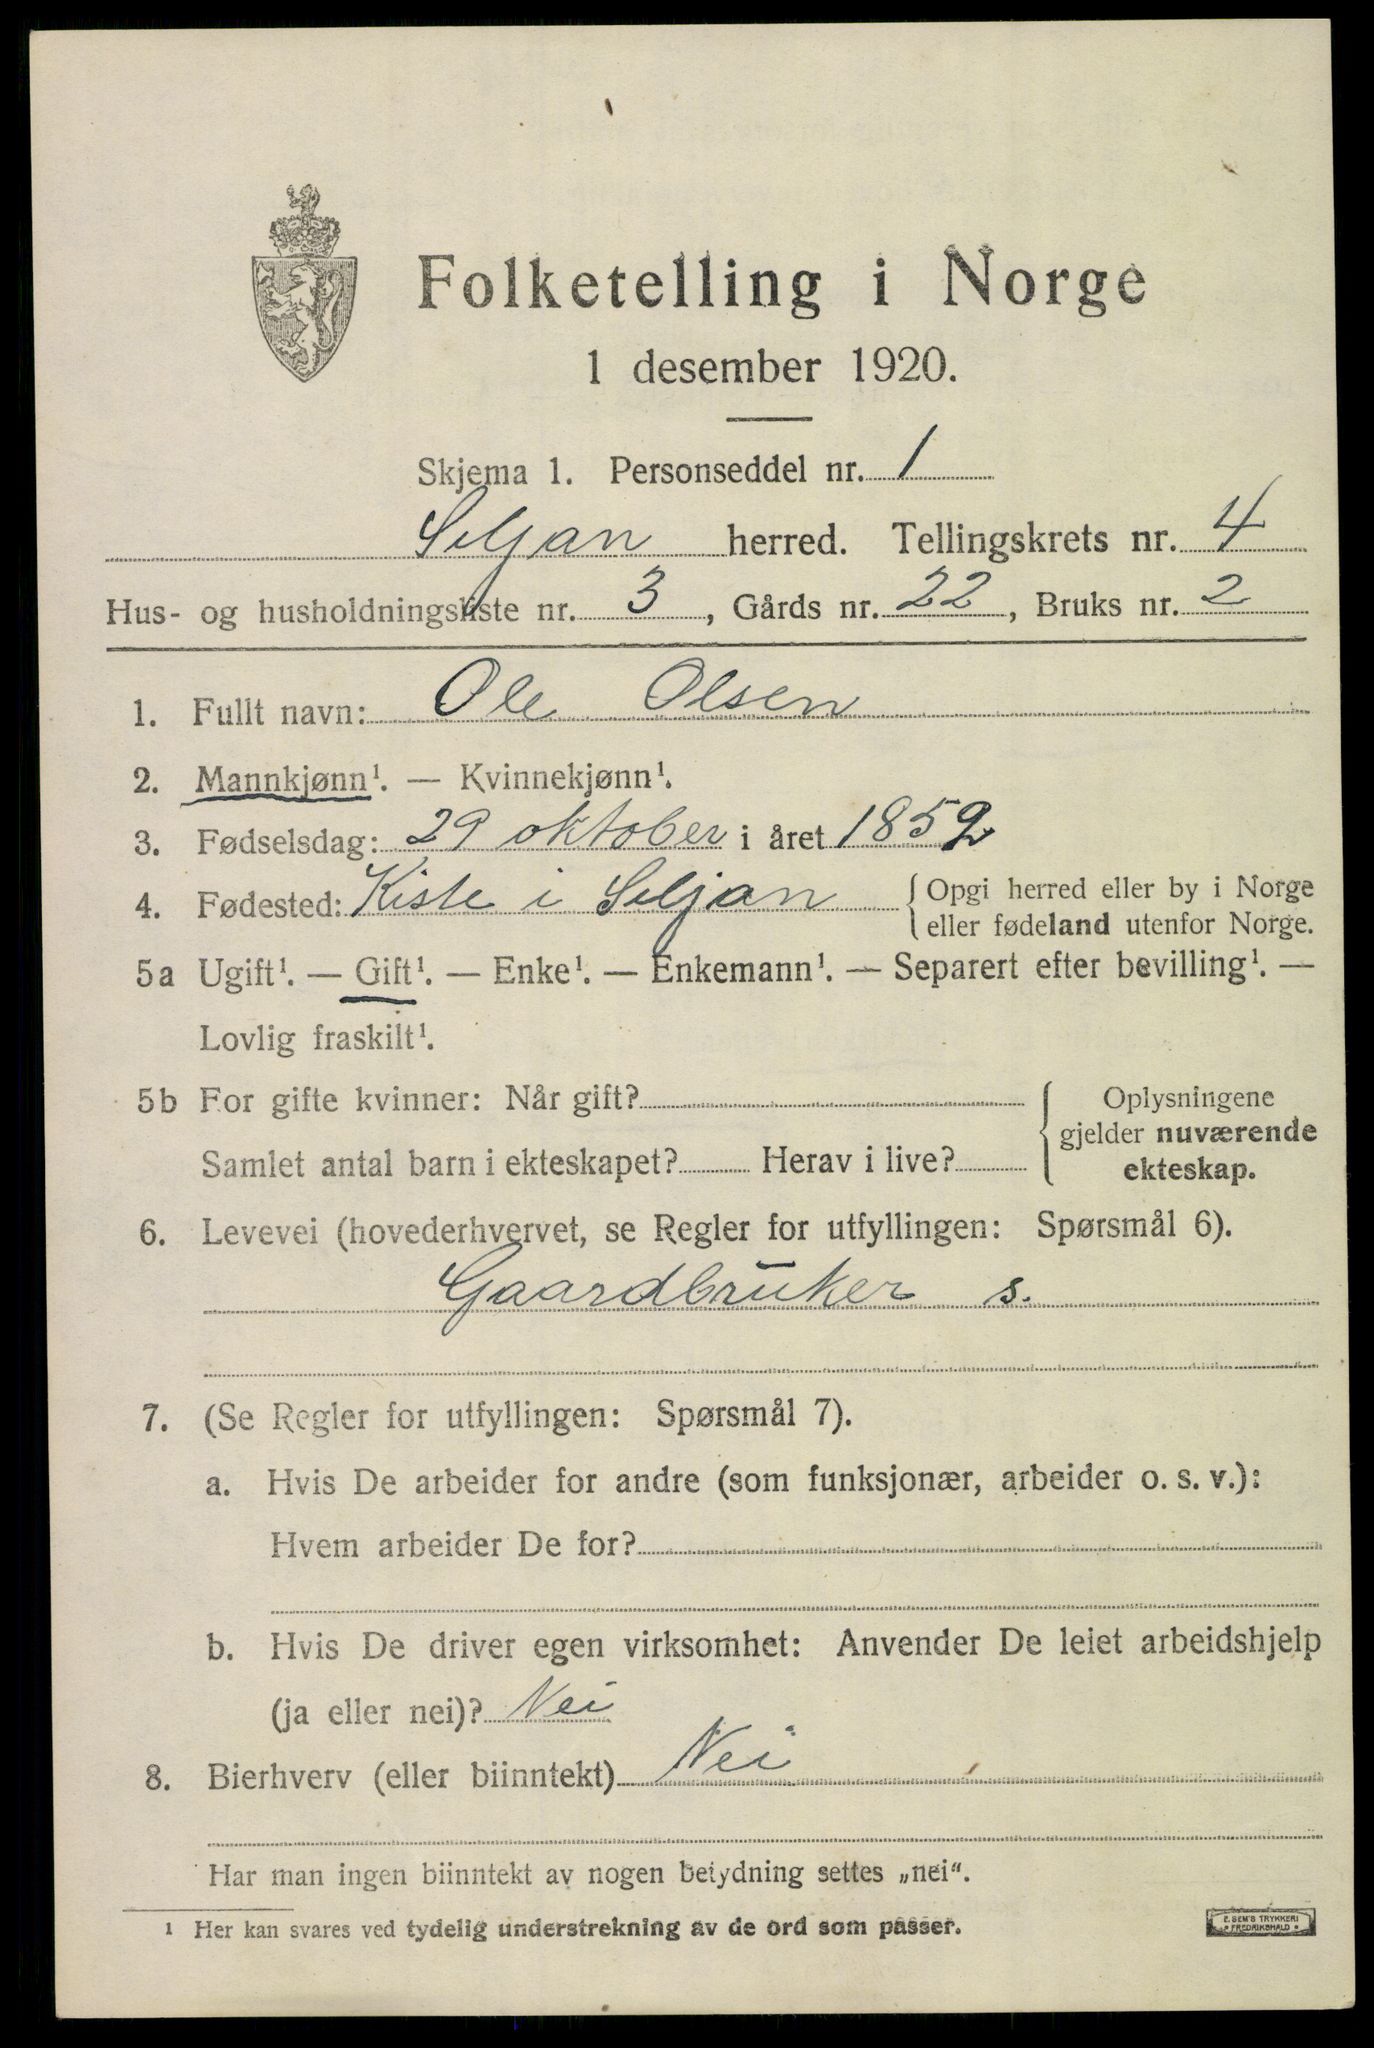 Folketelling i Norge
1 desember 1920.
Skjema 1. Personseddel nr. 1
Siljan herred. Tellingskrets nr. 4
Hus- og husholdningsliste nr. 3, Gårds nr. 22, Bruks nr. 2
1. Fullt navn: Ole Olsen
2. Mannkjønn¹. — Kvinnekjønn¹.
3. Fødselsdag: 29 oktober i året 1852
4. Fødested: Kiste i Siljan { Opgi herred eller by i Norge
eller fødeland utenfor Norge.
5a Ugift¹. — Gift¹. — Enke¹. — Enkemann¹. — Separert efter bevilling¹. —
Lovlig fraskilt¹.
5b For gifte kvinner: Når gift? { Oplysningene
gjelder nuværende
Samlet antal barn i ekteskapet? Herav i live? ekteskap.
6. Levevei (hovederhvervet, se Regler for utfyllingen: Spørsmål 6).
Gaardbruker s.
7. (Se Regler for utfyllingen: Spørsmål 7).
a. Hvis De arbeider for andre (som funksjonær, arbeider o. s. v.):
Hvem arbeider De for?
b. Hvis De driver egen virksomhet: Anvender De leiet arbeidshjelp
(ja eller nei)? Nei
8. Bierhverv (eller biinntekt) Nei
Har man ingen biinntekt av nogen betydning settes „nei“.
¹ Her kan svares ved tydelig understrekning av de ord som passer.
E. SEM'S TRYKKERI
FREDRIKSHALD